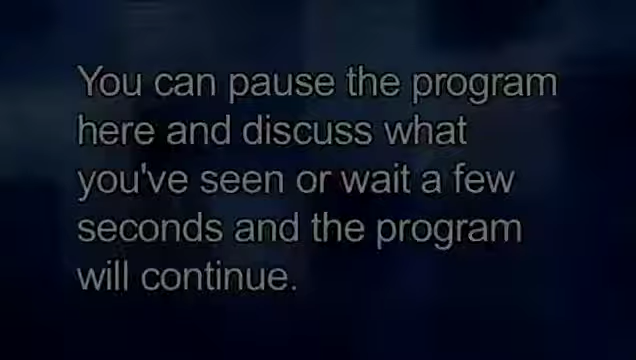 You can pause the program
here and discuss what
you've seen or wait a few
seconds and the program
will continue.